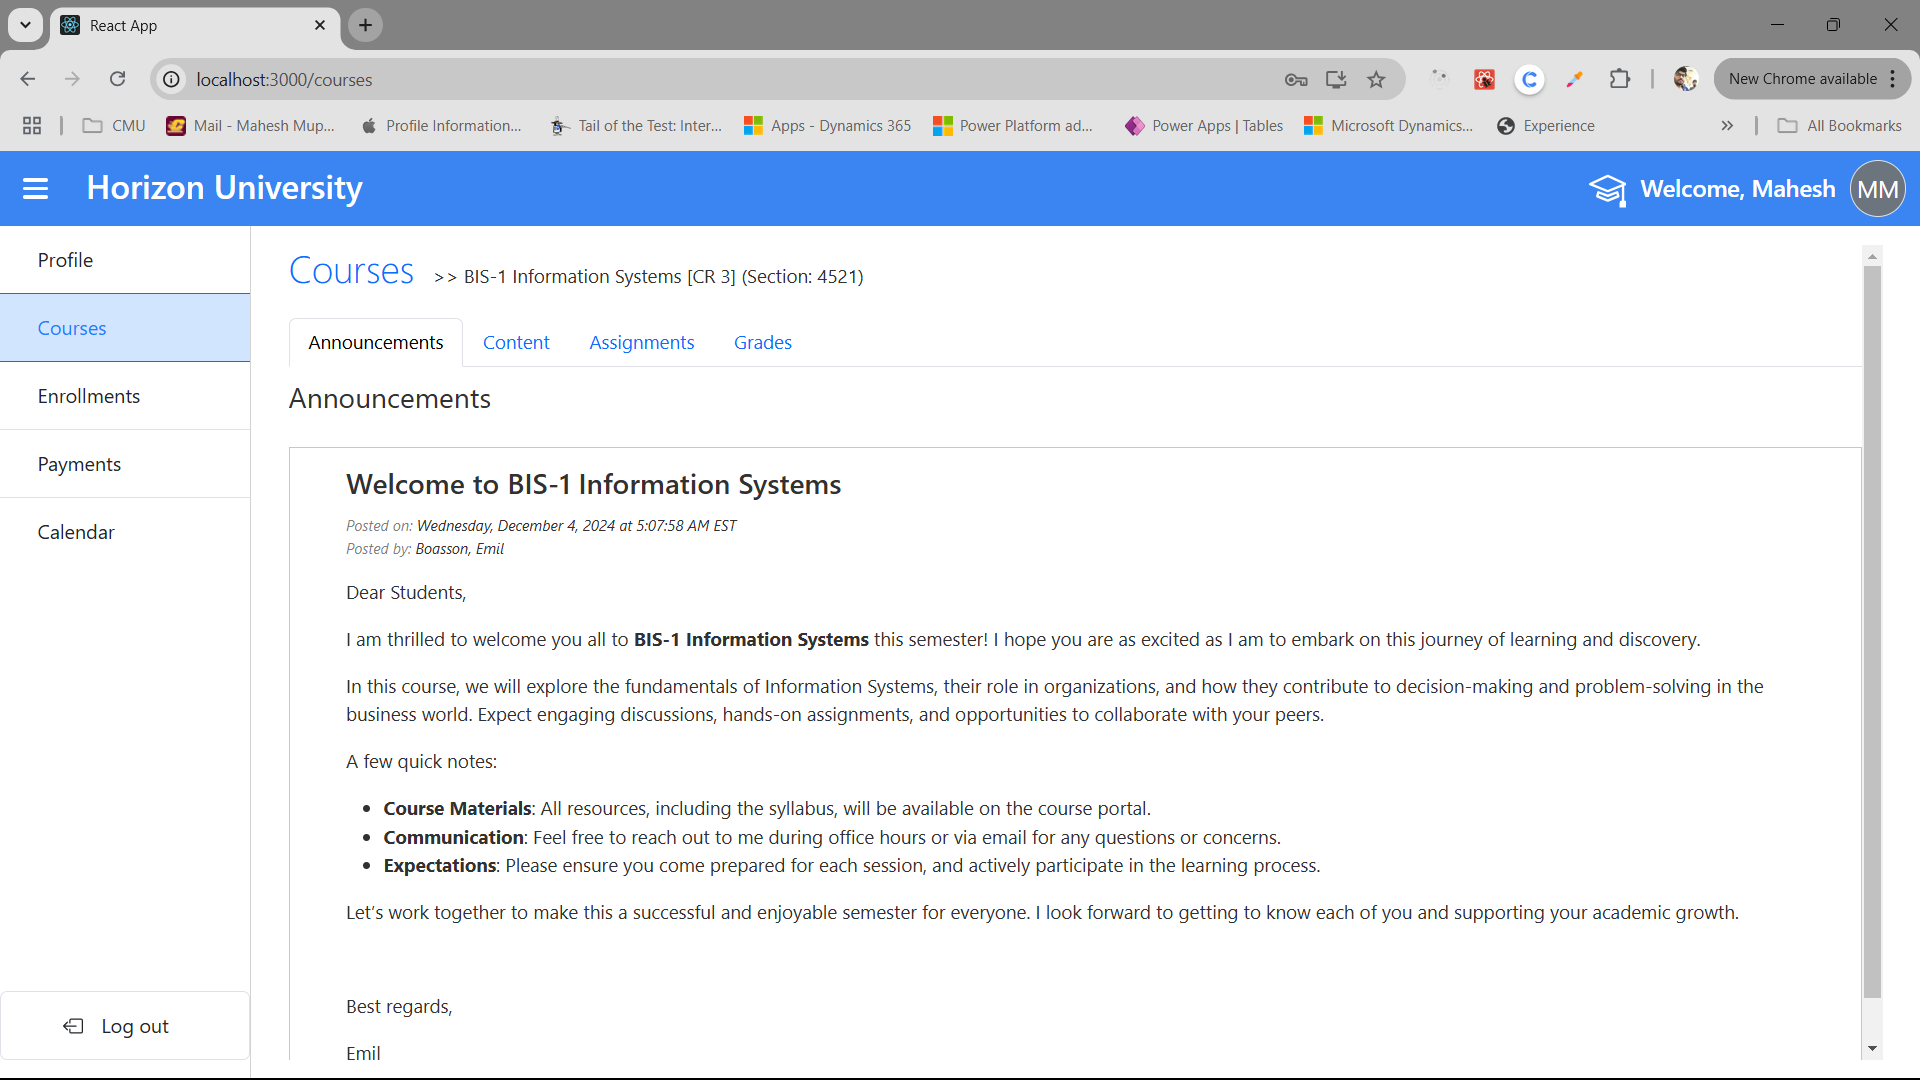 React App
localhost:3000/courses
New Chrome available
CMU
Mail - Mahesh Mup...
Profile Information...
Tail of the Test: Inter...
Apps - Dynamics 365
Power Platform ad...
Power Apps | Tables
Microsoft Dynamics...
Experience
All Bookmarks
Horizon University
Welcome, Mahesh
MM
Profile
Courses
Enrollments
Payments
Calendar
Log out
Courses >> BIS-1 Information Systems [CR 3] (Section: 4521)
Announcements Content Assignments Grades
Announcements
Welcome to BIS-1 Information Systems
Posted on: Wednesday, December 4, 2024 at 5:07:58 AM EST
Posted by: Boasson, Emil
Dear Students,
I am thrilled to welcome you all to BIS-1 Information Systems this semester! I hope you are as excited as I am to embark on this journey of learning and discovery.
In this course, we will explore the fundamentals of Information Systems, their role in organizations, and how they contribute to decision-making and problem-solving in the
business world. Expect engaging discussions, hands-on assignments, and opportunities to collaborate with your peers.
A few quick notes:
• Course Materials: All resources, including the syllabus, will be available on the course portal.
• Communication: Feel free to reach out to me during office hours or via email for any questions or concerns.
• Expectations: Please ensure you come prepared for each session, and actively participate in the learning process.
Let's work together to make this a successful and enjoyable semester for everyone. I look forward to getting to know each of you and supporting your academic growth.
Best regards,
Emil